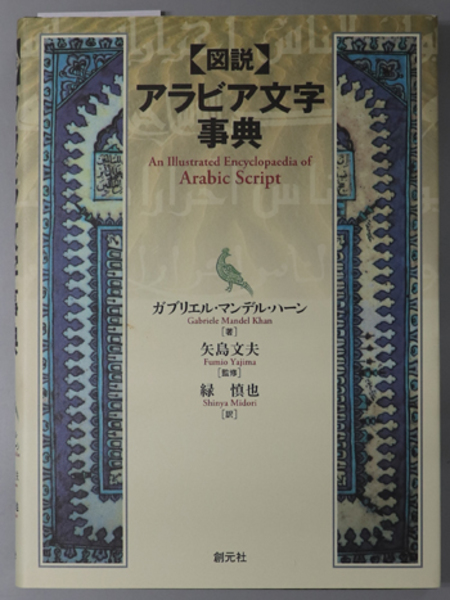 【図説】
アラビア文字
事典
An Illustrated Encyclopaedia of
Arabic Script
ガブリエル・マンデル・ハーン
Gabriele Mandel Khan
［著］
矢島文夫
Fumio Yajima
［監修］
緑 慎也
Shinya Midori
［訳］
創元社